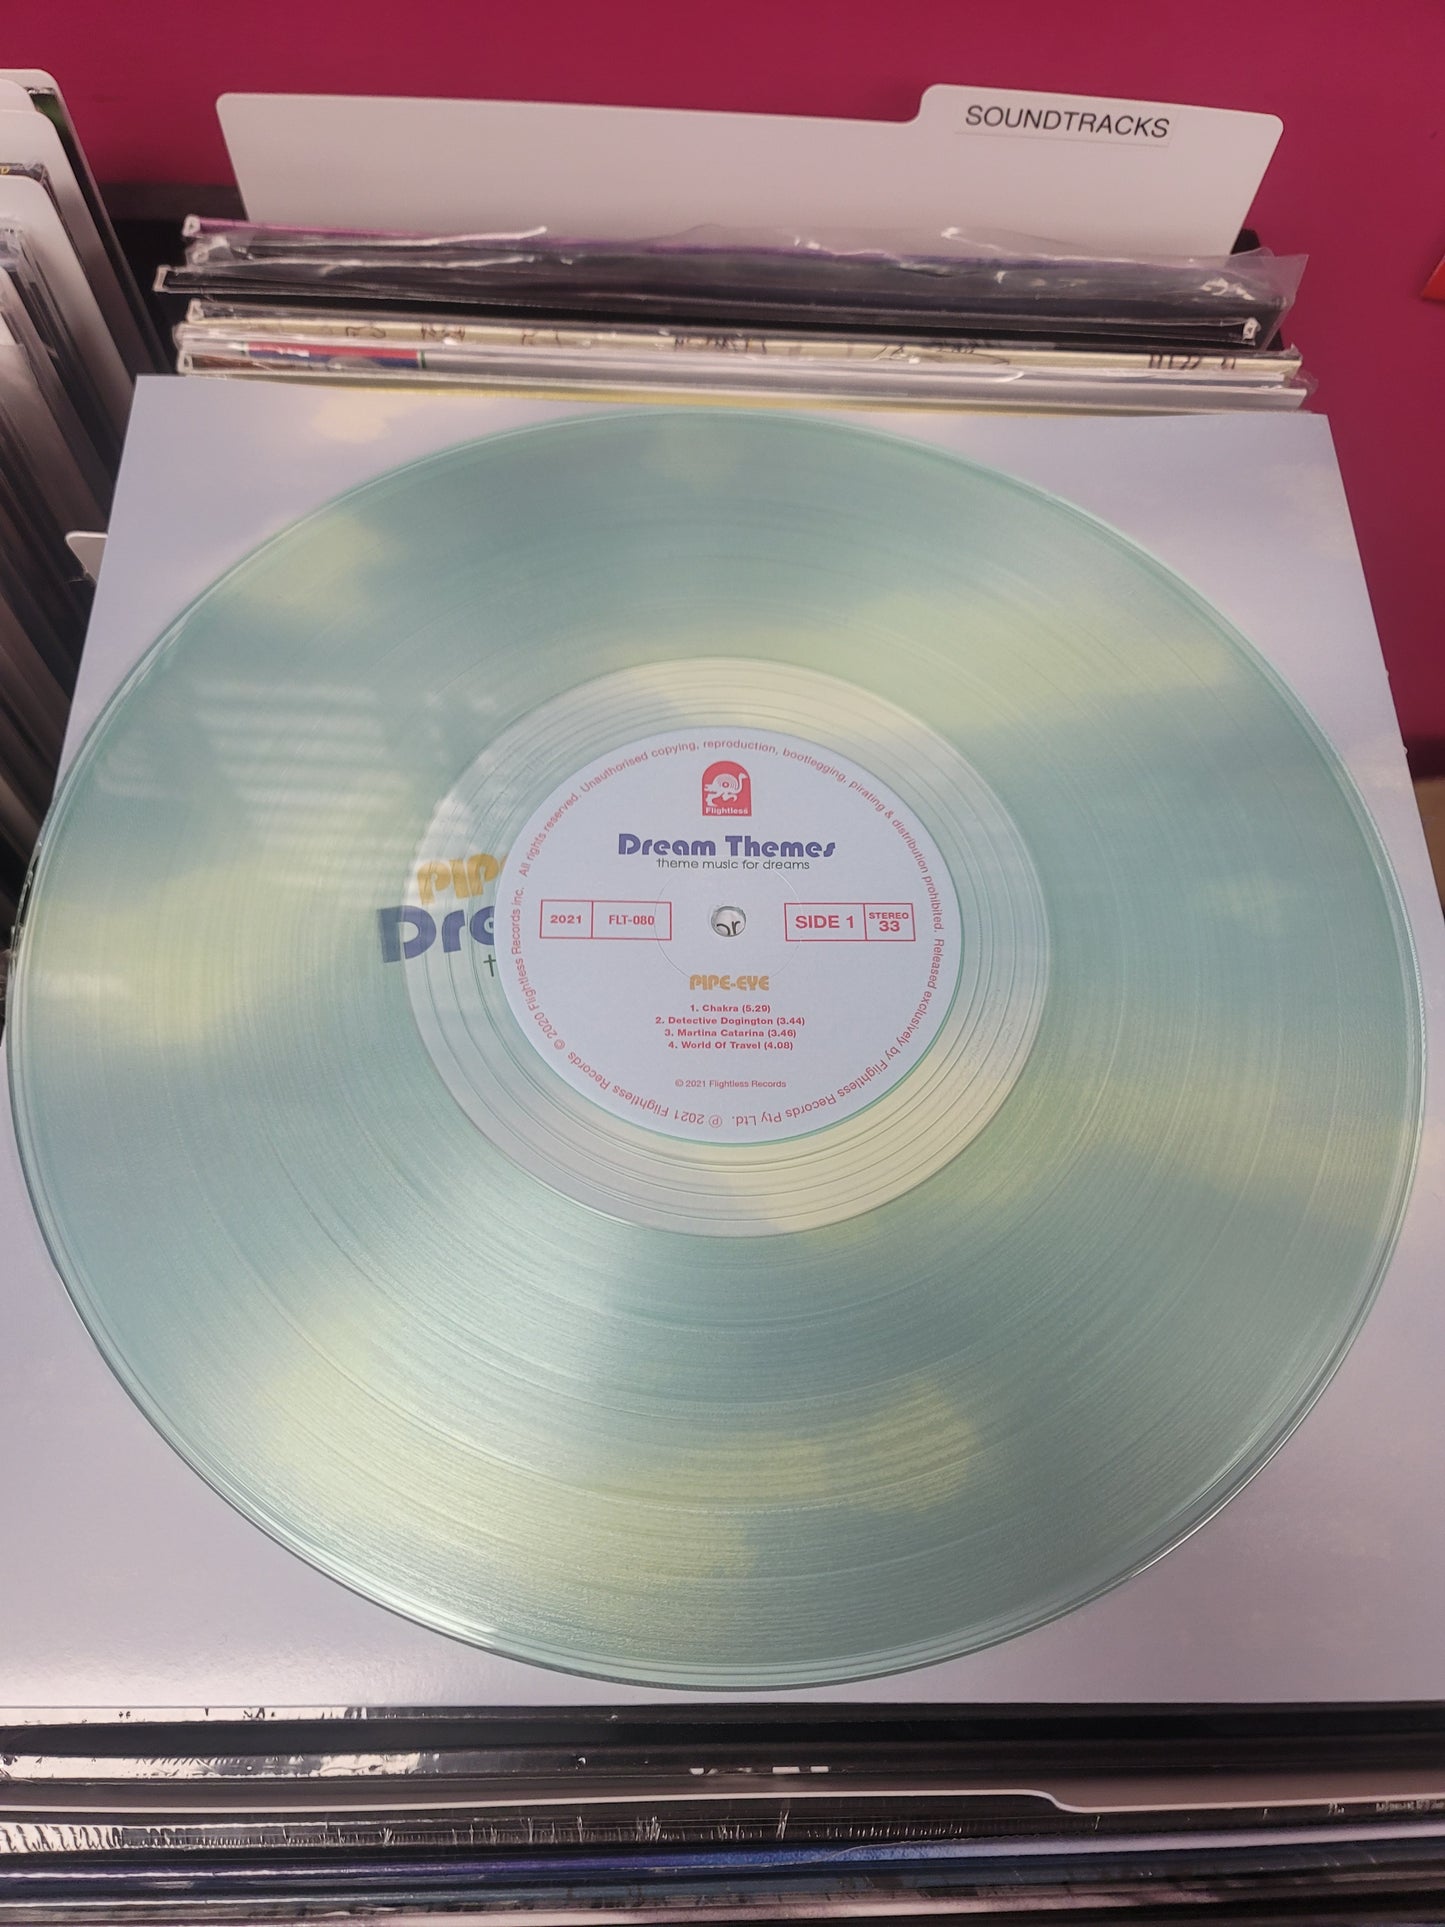 SOUNDTRACKS
All rights reserved. Unauthorised copying, reproduction, bootlegging, pirating & distribution prohibited. Released exclusively by Flightless Records Pty Ltd. ℗ 2021 Flightless Records © 2020 Flightless Records Inc.
Flightless
Dream Themes
theme music for dreams
PIP
Dre
2021 FLT-080
or
SIDE 1 STEREO 33
PIPE-EYE
1. Chakra (5.29)
2. Detective Dogington (3.44)
3. Martina Catarina (3.46)
4. World Of Travel (4.08)
© 2021 Flightless Records